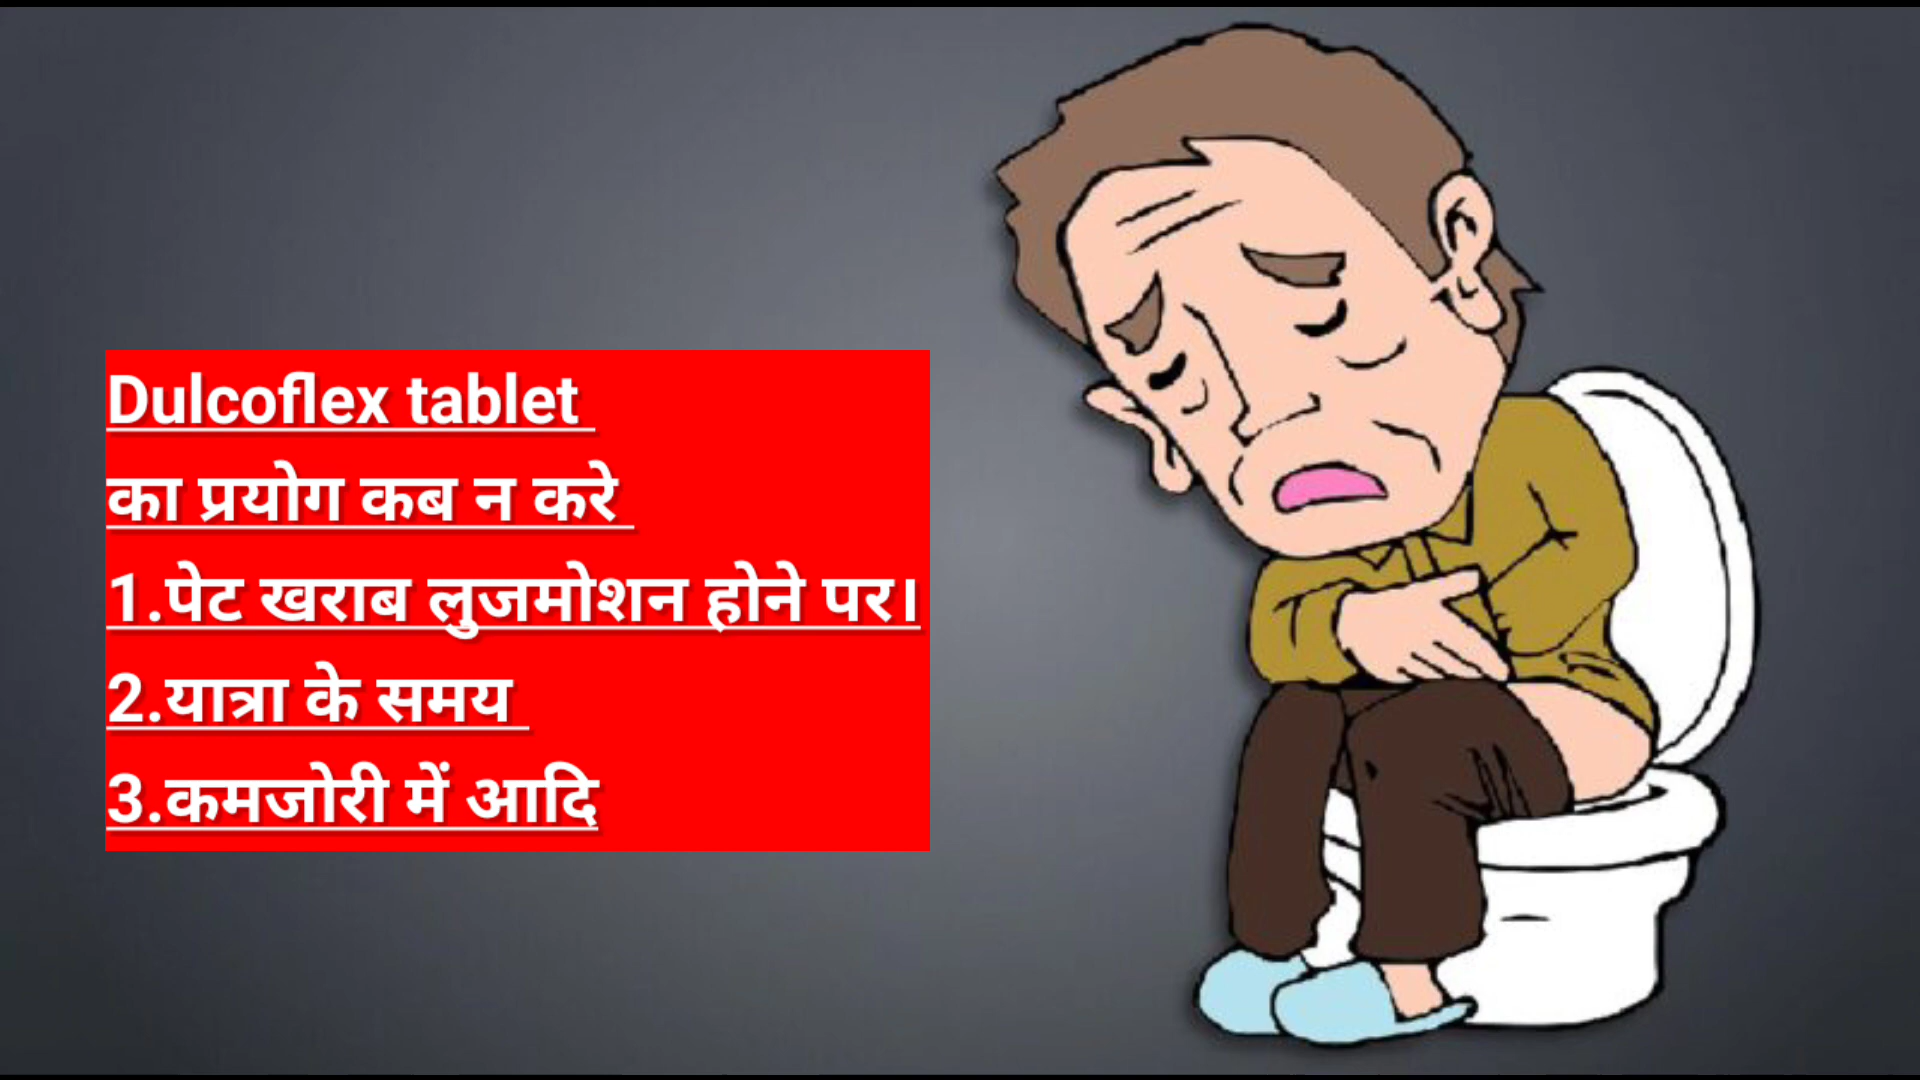 Dulcoflex tablet
का प्रयोग कब न करे
1.पेट खराब लुजमोशन होने पर।
2.यात्रा के समय
3.कमजोरी में आदि